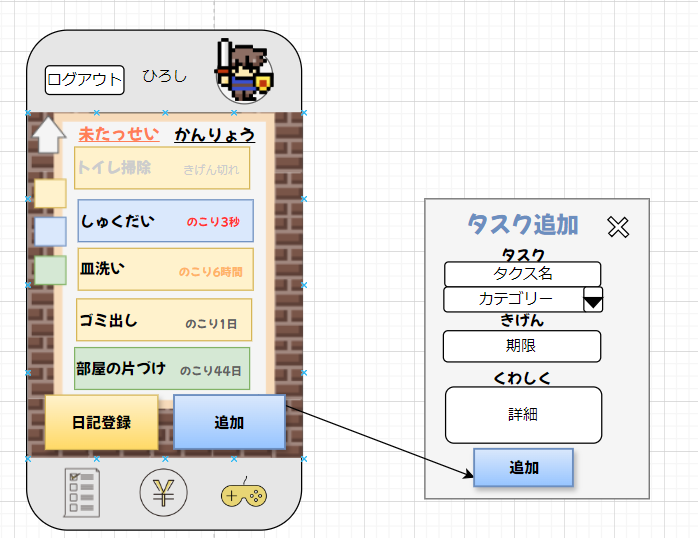 ログアウト ひろし
未たっせい かんりょう
トイレ掃除 きげん切れ
しゅくだい のこり3秒
皿洗い のこり6時間
ゴミ出し のこり1日
部屋の片づけ のこり44日
日記登録 追加
¥
タスク追加
タスク
タクス名
カテゴリー
きげん
期限
くわしく
詳細
追加